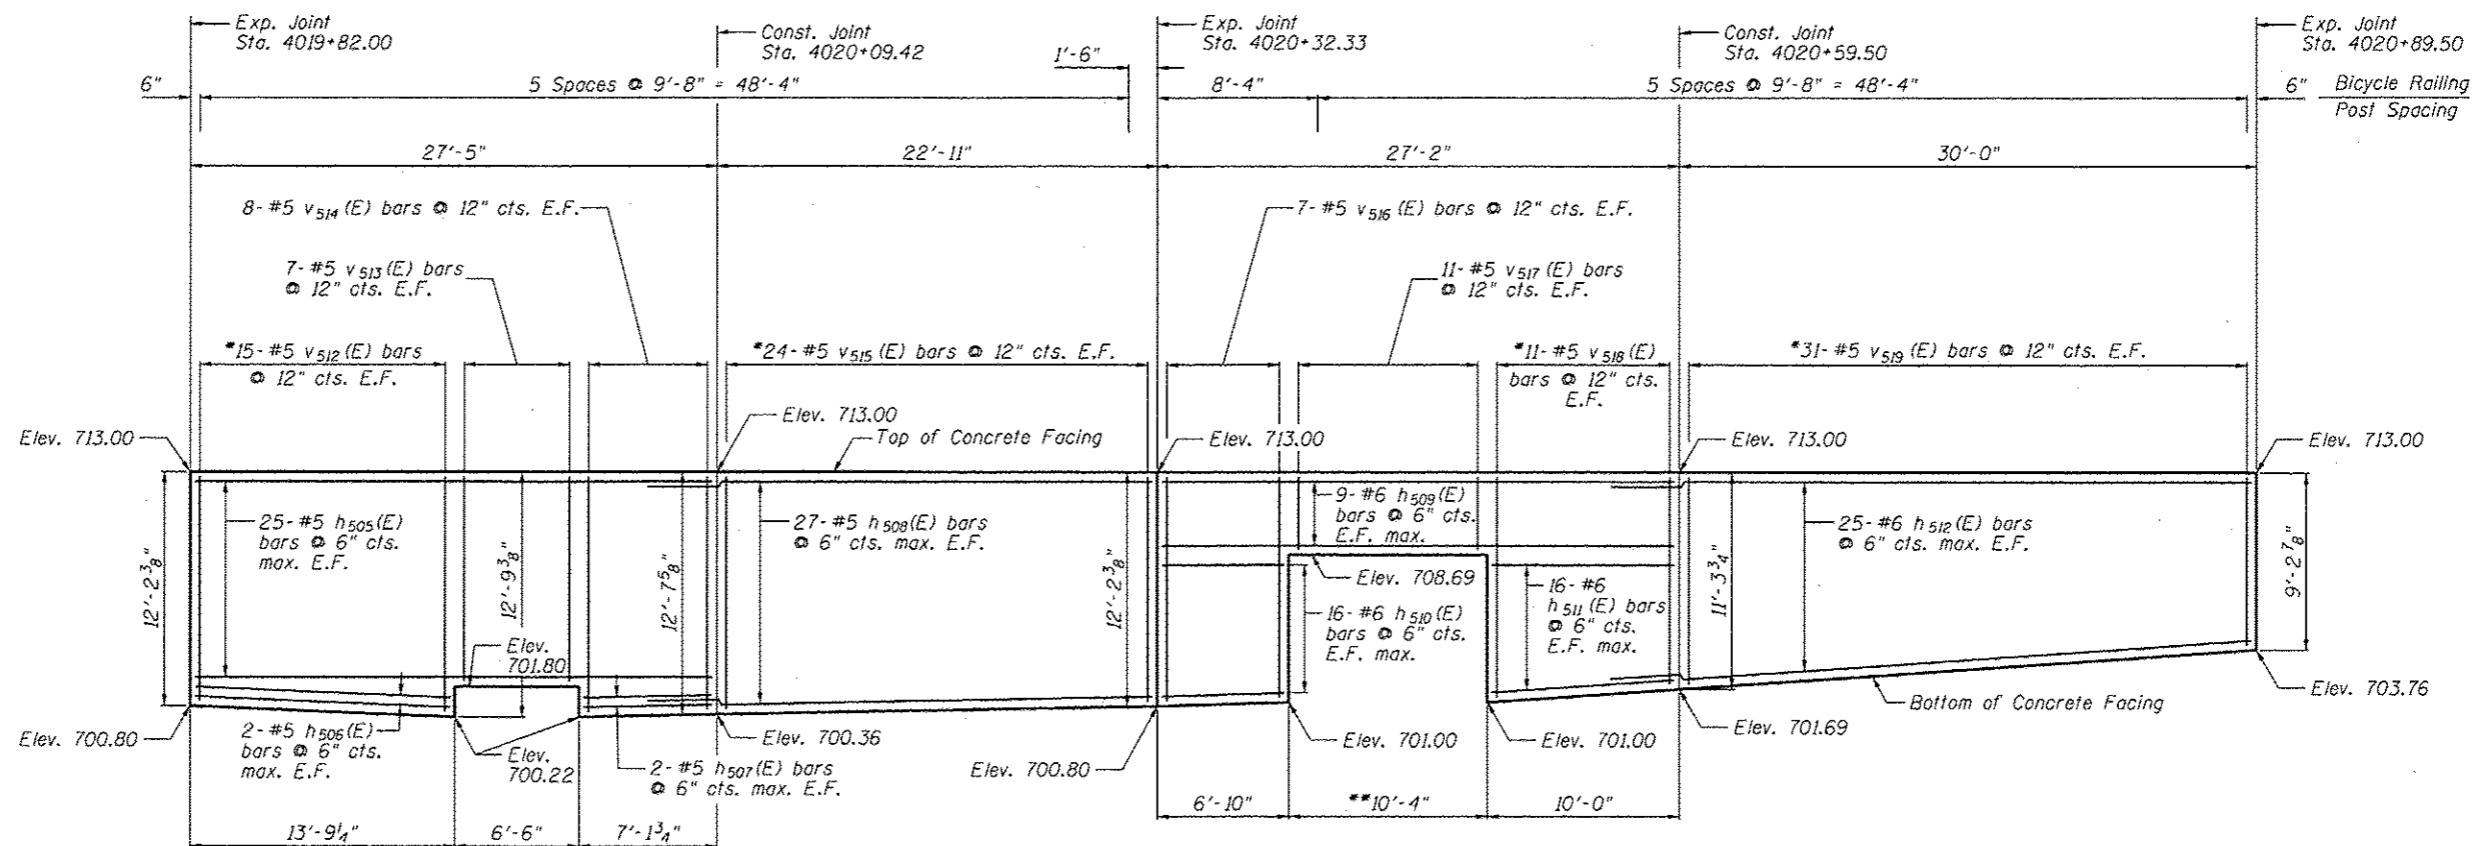 Exp. Joint
Sta. 4019+82.00
Const. Joint
Sta. 4020+09.42
Exp. Joint
Sta. 4020+32.33
Const. Joint
Sta. 4020+59.50
Exp. Joint
Sta. 4020+89.50
6"
5 Spaces @ 9'-8" = 48'-4"
1'-6"
8'-4"
5 Spaces @ 9'-8" = 48'-4"
6"
Bicycle Railing
Post Spacing
27'-5"
22'-11"
27'-2"
30'-0"
8- #5 v514(E) bars @ 12" cts. E.F.
7- #5 v516(E) bars @ 12" cts. E.F.
7- #5 v513(E) bars
@ 12" cts. E.F.
11- #5 v517(E) bars
@ 12" cts. E.F.
*15- #5 v512(E) bars
@ 12" cts. E.F.
*24- #5 v515(E) bars @ 12" cts. E.F.
*11- #5 v518(E)
bars @ 12" cts.
E.F.
*31- #5 v519(E) bars @ 12" cts. E.F.
Elev. 713.00
Elev. 713.00
Top of Concrete Facing
Elev. 713.00
Elev. 713.00
Elev. 713.00
12'-2 3/8"
25- #5 h505(E)
bars @ 6" cts.
max. E.F.
12'-9 3/8"
12'-7 5/8"
27- #5 h508(E) bars
@ 6" cts. max. E.F.
12'-2 3/8"
9- #6 h509(E)
bars @ 6" cts.
E.F. max.
Elev. 708.69
16- #6 h510(E)
bars @ 6" cts.
E.F. max.
16- #6
h511(E) bars
@ 6" cts.
E.F. max.
11'-3 3/4"
25- #6 h512(E) bars
@ 6" cts. max. E.F.
9'-2 7/8"
Elev.
701.80
Elev. 700.80
2- #5 h506(E)
bars @ 6" cts.
max. E.F.
Elev.
700.22
Elev. 700.36
2- #5 h507(E) bars
@ 6" cts. max. E.F.
Elev. 700.80
Elev. 701.00
Elev. 701.00
Elev. 701.69
Bottom of Concrete Facing
Elev. 703.76
13'-9 1/4"
6'-6"
7'-1 3/4"
6'-10"
**10'-4"
10'-0"